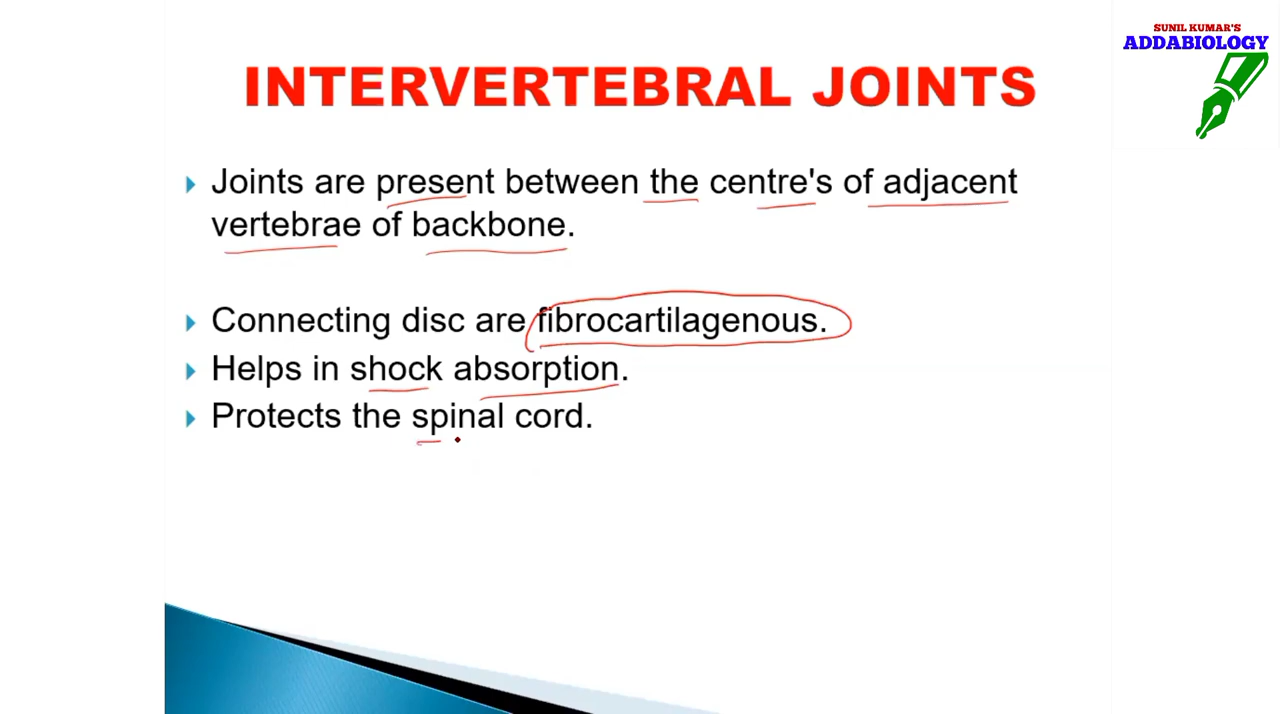 SUNIL KUMAR'S
ADDABIOLOGY
INTERVERTEBRAL JOINTS
Joints are present between the centre's of adjacent
vertebrae of backbone.
Connecting disc are fibrocartilagenous.
Helps in shock absorption.
Protects the spinal cord.